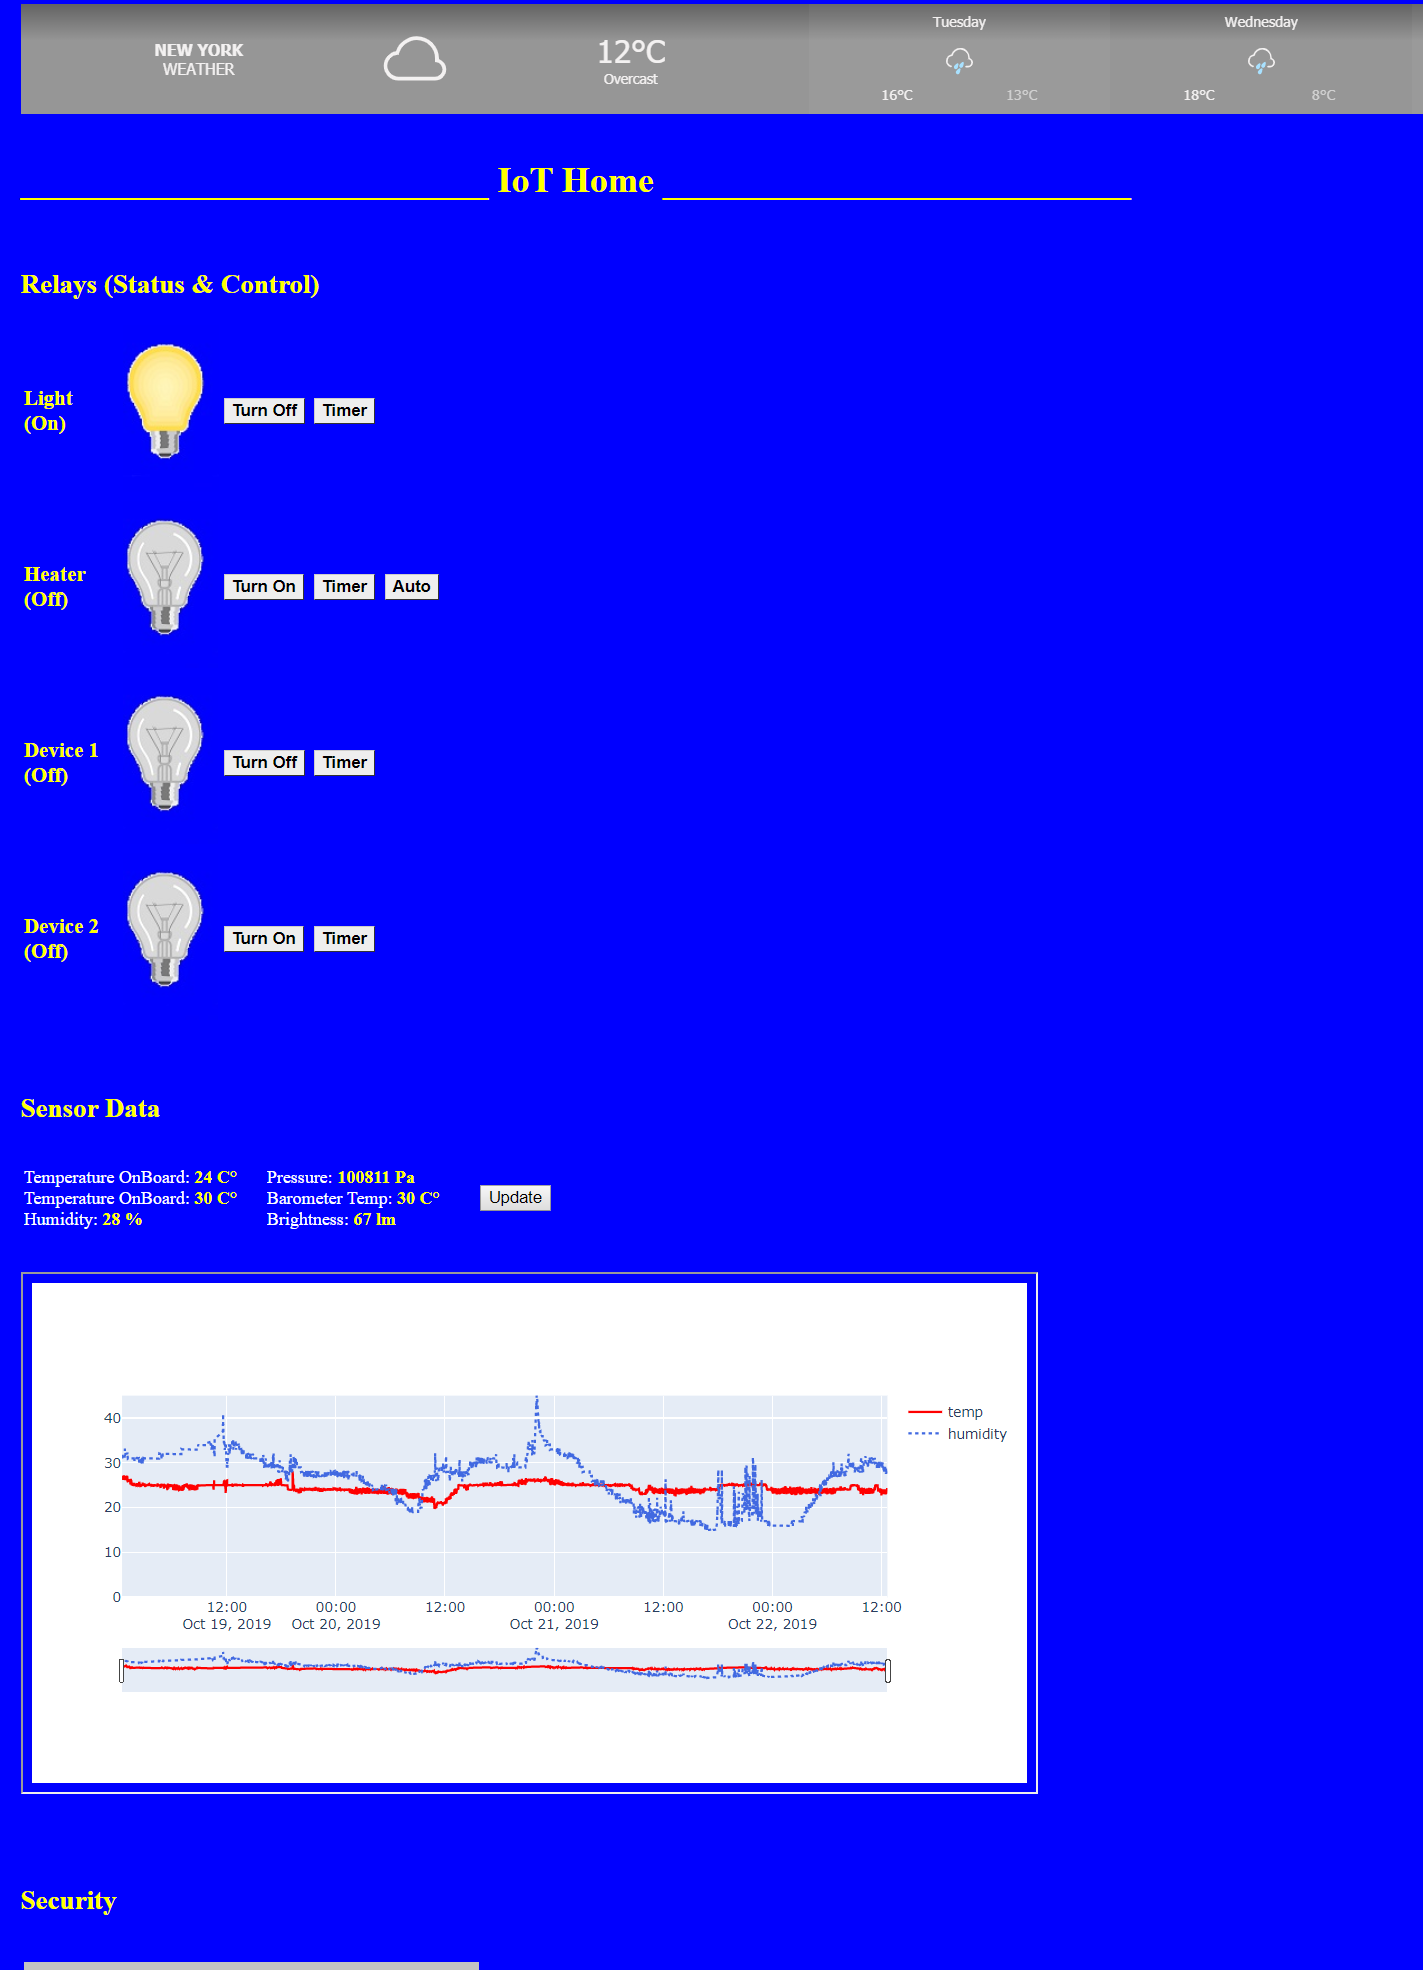 NEW YORK
WEATHER
12°C
Overcast
Tuesday
16°C 13°C
Wednesday
18°C 8°C
IoT Home
Relays (Status & Control)
Light
(On)
Turn Off Timer
Heater
(Off)
Turn On Timer Auto
Device 1
(Off)
Turn Off Timer
Device 2
(Off)
Turn On Timer
Sensor Data
Temperature OnBoard: 24 C°
Temperature OnBoard: 30 C°
Humidity: 28 %
Pressure: 100811 Pa
Barometer Temp: 30 C°
Brightness: 67 lm
Update
40
30
20
10
0
temp
humidity
12:00 00:00 12:00 00:00 12:00 00:00 12:00
Oct 19, 2019 Oct 20, 2019 Oct 21, 2019 Oct 22, 2019
Security